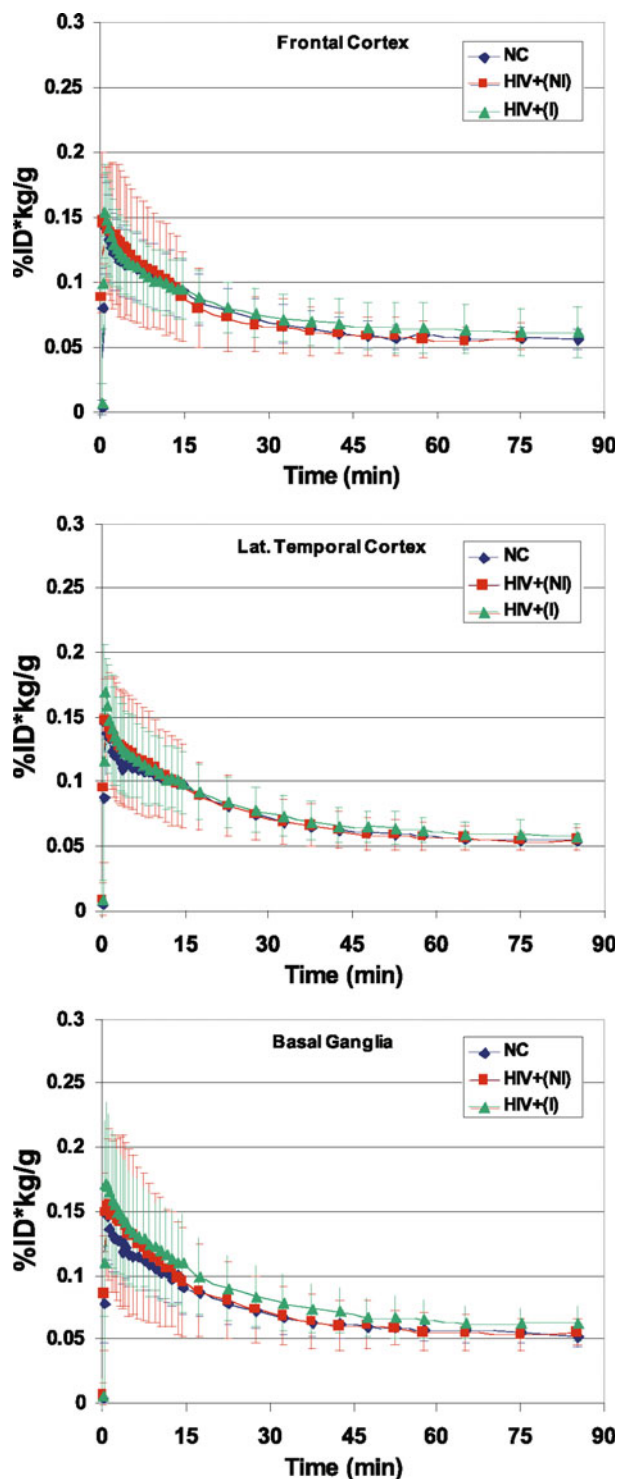 Frontal Cortex
NC
HIV+(NI)
HIV+(I)
0.3
0.25
0.2
0.15
0.1
0.05
0
%ID*kg/g
0 15 30 45 60 75 90
Time (min)
Lat. Temporal Cortex
NC
HIV+(NI)
HIV+(I)
0.3
0.25
0.2
0.15
0.1
0.05
0
%ID*kg/g
0 15 30 45 60 75 90
Time (min)
Basal Ganglia
NC
HIV+(NI)
HIV+(I)
0.3
0.25
0.2
0.15
0.1
0.05
0
%ID*kg/g
0 15 30 45 60 75 90
Time (min)